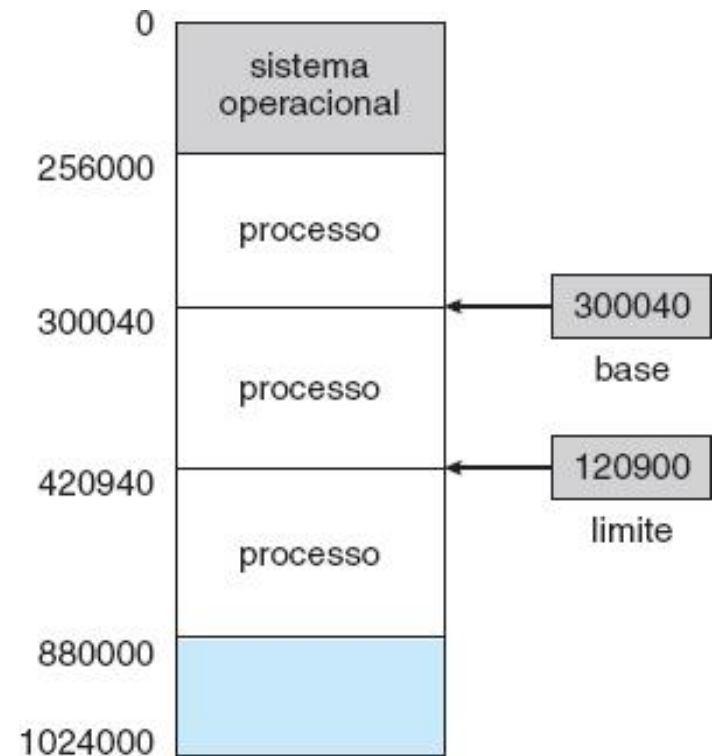 0
sistema
operacional
256000
processo
300040
300040
base
processo
120900
420940
limite
processo
880000
1024000